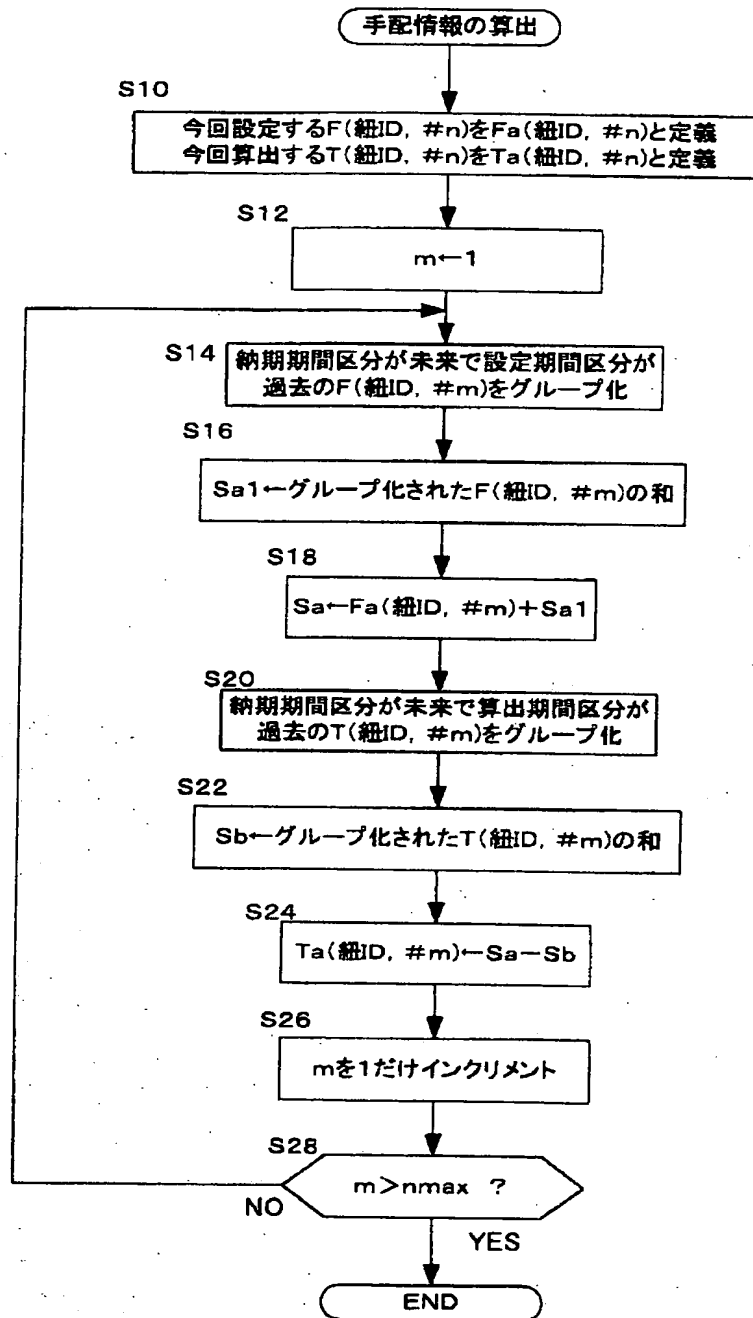 手配情報の算出
S10
今回設定するF(紐ID, #n)をFa(紐ID, #n)と定義
今回算出するT(紐ID, #n)をTa(紐ID, #n)と定義
S12
m←1
S14
納期期間区分が未来で設定期間区分が
過去のF(紐ID, #m)をグループ化
S16
Sa1←グループ化されたF(紐ID, #m)の和
S18
Sa←Fa(紐ID, #m)+Sa1
S20
納期期間区分が未来で算出期間区分が
過去のT(紐ID, #m)をグループ化
S22
Sb←グループ化されたT(紐ID, #m)の和
S24
Ta(紐ID, #m)←Sa-Sb
S26
mを1だけインクリメント
S28
m>nmax ?
NO
YES
END